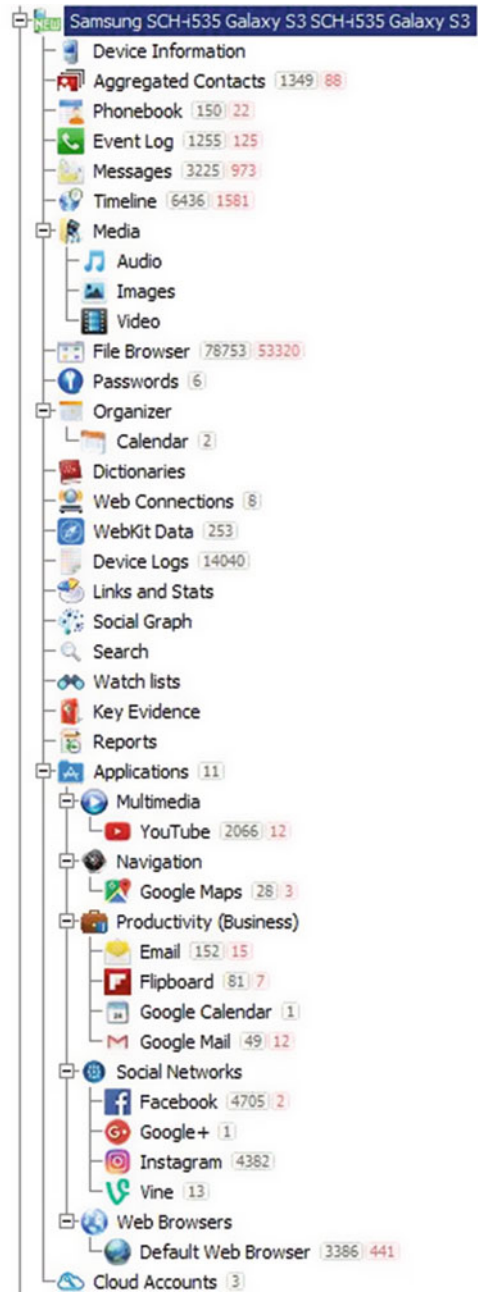 NEW Samsung SCH-i535 Galaxy S3 SCH-i535 Galaxy S3
Device Information
Aggregated Contacts 1349 88
Phonebook 150 22
Event Log 1255 125
Messages 3225 973
Timeline 6436 1581
Media
Audio
Images
Video
File Browser 78753 53320
Passwords 6
Organizer
Calendar 2
Dictionaries
Web Connections 8
WebKit Data 253
Device Logs 14040
Links and Stats
Social Graph
Search
Watch lists
Key Evidence
Reports
Applications 11
Multimedia
YouTube 2066 12
Navigation
Google Maps 28 3
Productivity (Business)
Email 152 15
Flipboard 81 7
Google Calendar 1
Google Mail 49 12
Social Networks
Facebook 4705 2
Google+ 1
Instagram 4382
Vine 13
Web Browsers
Default Web Browser 3386 441
Cloud Accounts 3